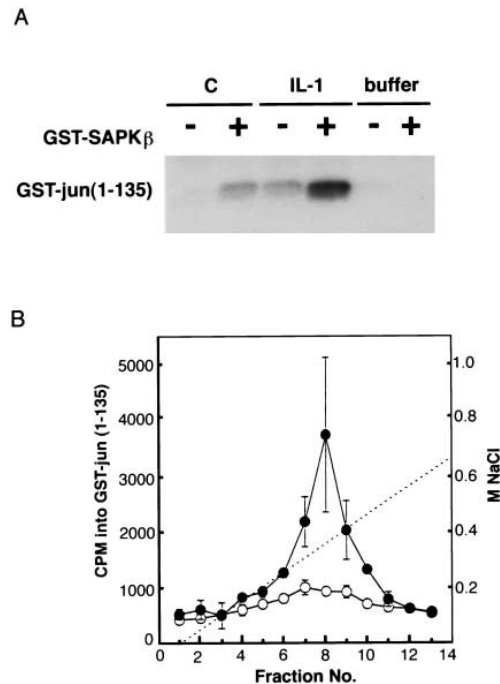 A
C IL-1 buffer
GST-SAPKβ - + - + - +
GST-jun(1-135)
B
CPM into GST-jun (1-135)
5000
4000
3000
2000
1000
0
1.0
0.8
0.6
0.4
0.2
M NaCl
0 2 4 6 8 10 12 14
Fraction No.